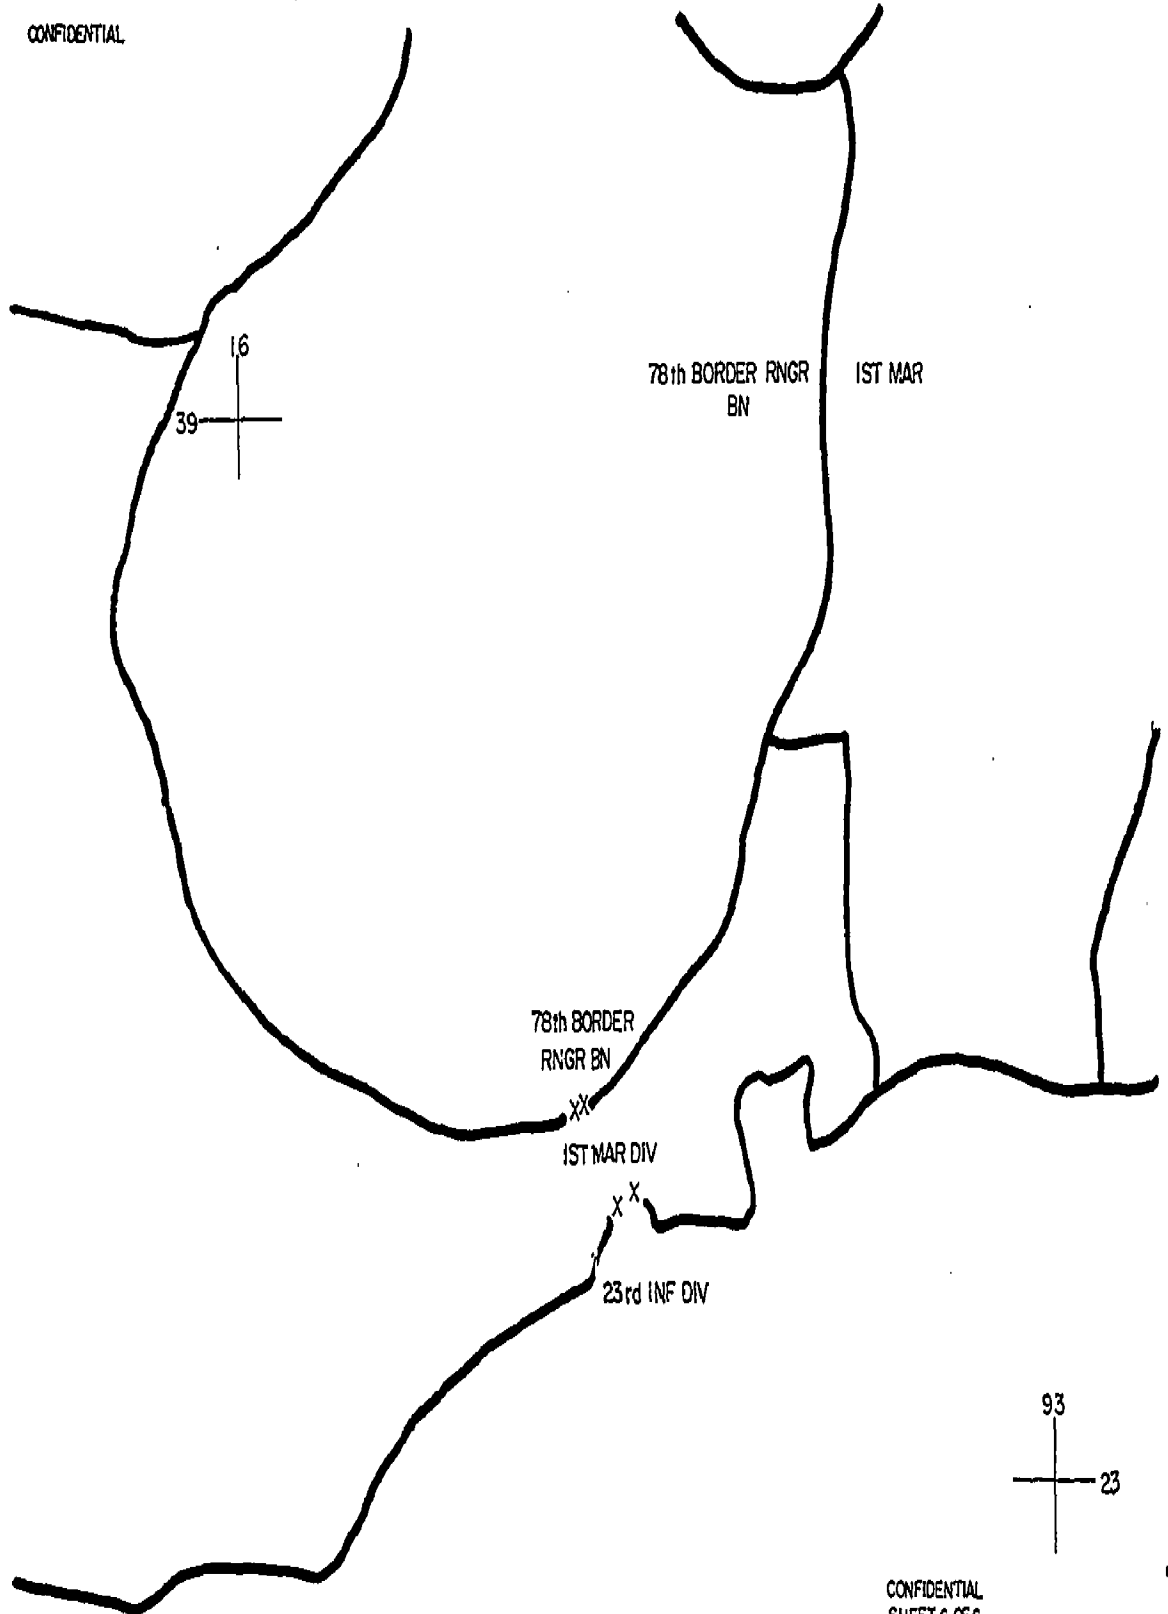 CONFIDENTIAL
16
39
78th BORDER RNGR
BN
1ST MAR
78th BORDER
RNGR BN
XX
1ST MAR DIV
X X
23rd INF DIV
93
23
CONFIDENTIAL
SHEET